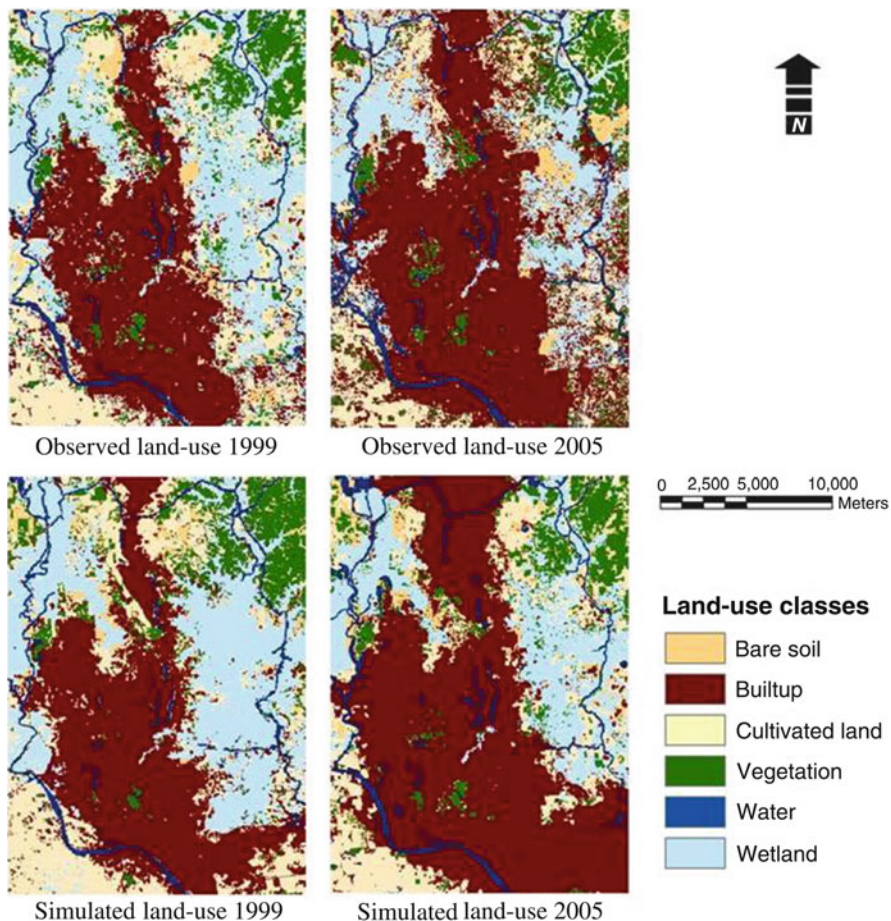 N
Observed land-use 1999
Observed land-use 2005
0 2,500 5,000 10,000
Meters
Land-use classes
Bare soil
Builtup
Cultivated land
Vegetation
Water
Wetland
Simulated land-use 1999
Simulated land-use 2005